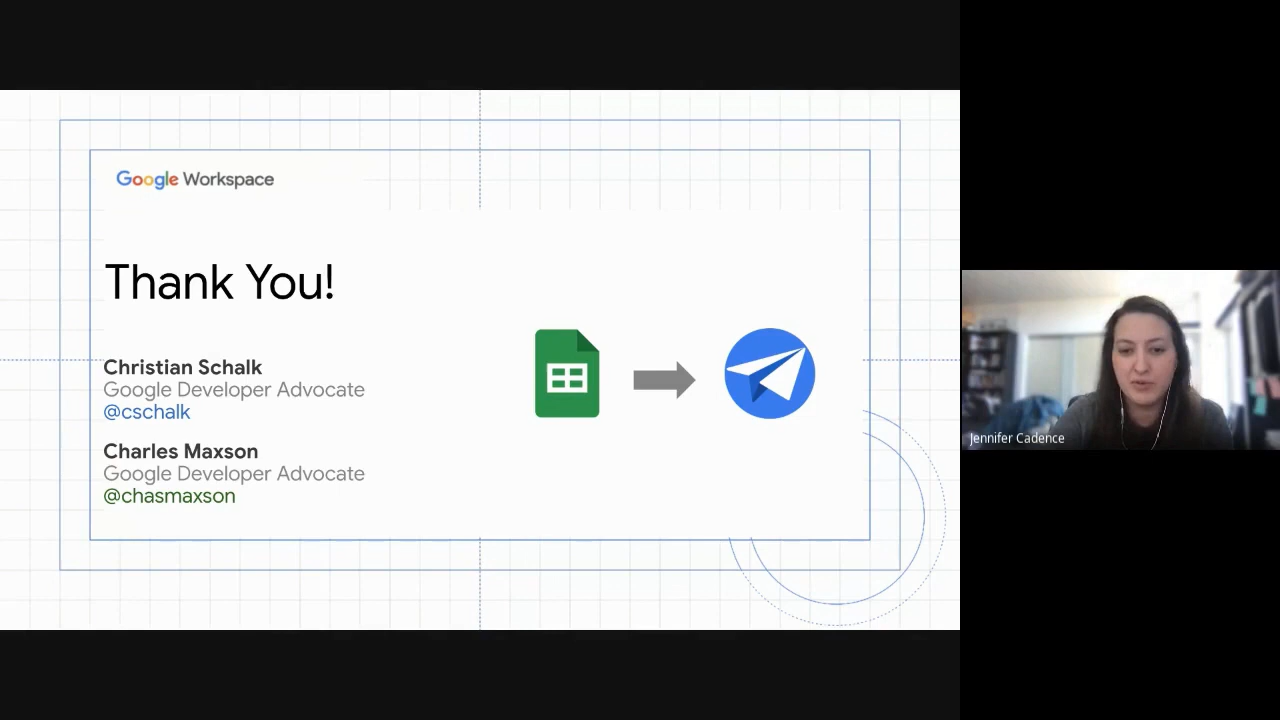 Google Workspace
Thank You!
Christian Schalk
Google Developer Advocate
@cschalk
Charles Maxson
Google Developer Advocate
@chasmaxson
Jennifer Cadence